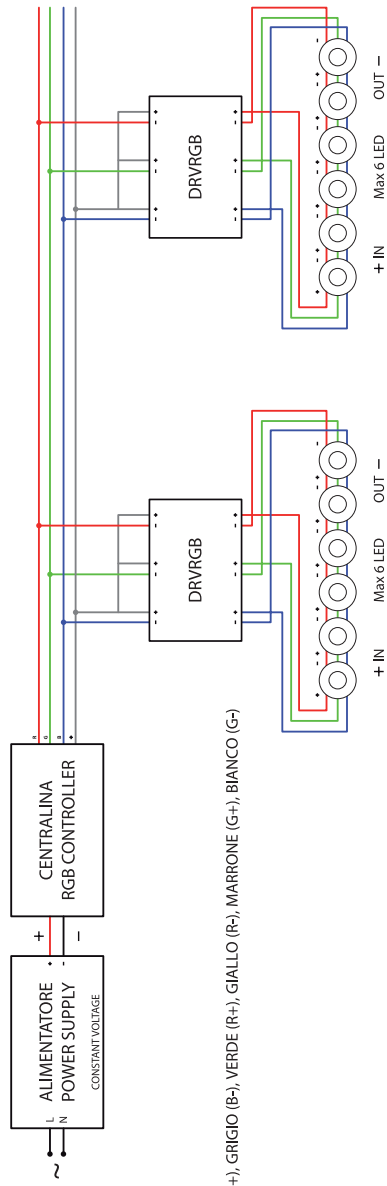 ~
L
N
ALIMENTATORE
POWER SUPPLY
CONSTANT VOLTAGE
+
-
+
−
CENTRALINA
RGB CONTROLLER
R
G
B
+
DRVRGB
+ - + - + -
+ - + - + -
+ - + - + - + - + - + -
+ IN Max 6 LED OUT −
DRVRGB
+ - + - + -
+ - + - + -
+ - + - + - + - + - + -
+ IN Max 6 LED OUT −
+), GRIGIO (B-), VERDE (R+), GIALLO (R-), MARRONE (G+), BIANCO (G-)